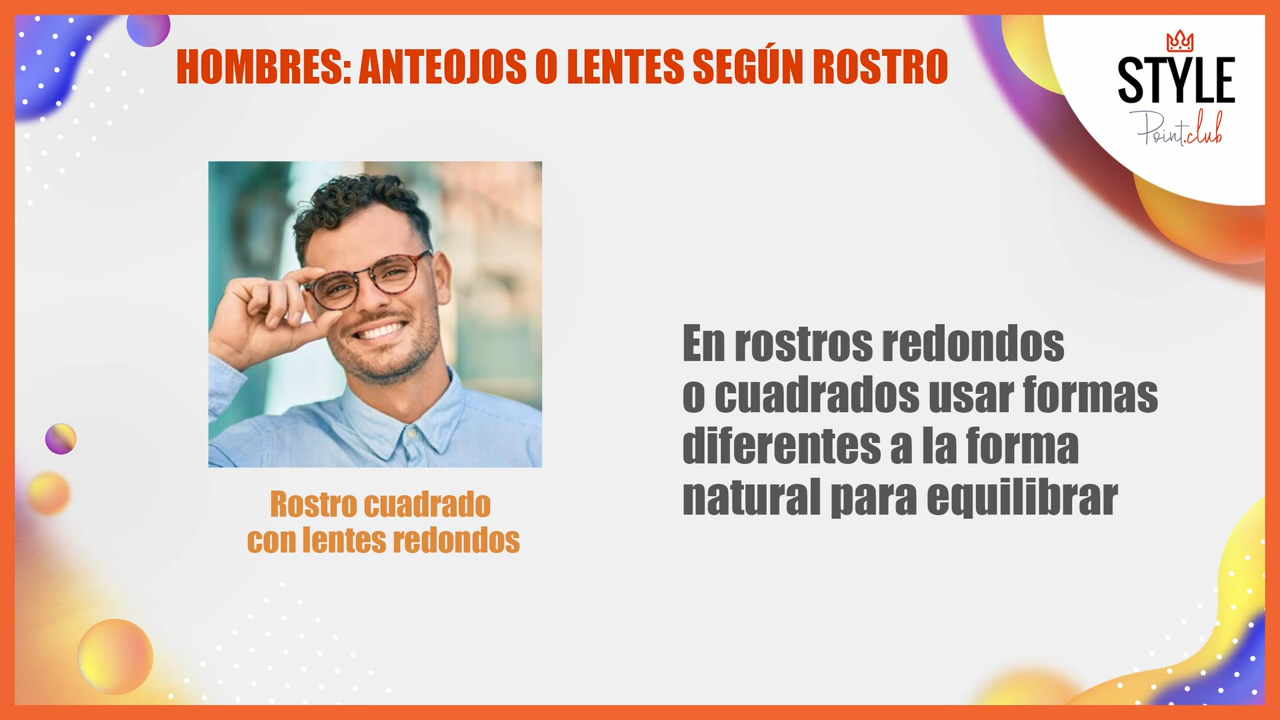 HOMBRES: ANTEOJOS O LENTES SEGÚN ROSTRO
STYLE
Point.club
En rostros redondos
o cuadrados usar formas
diferentes a la forma
natural para equilibrar
Rostro cuadrado
con lentes redondos